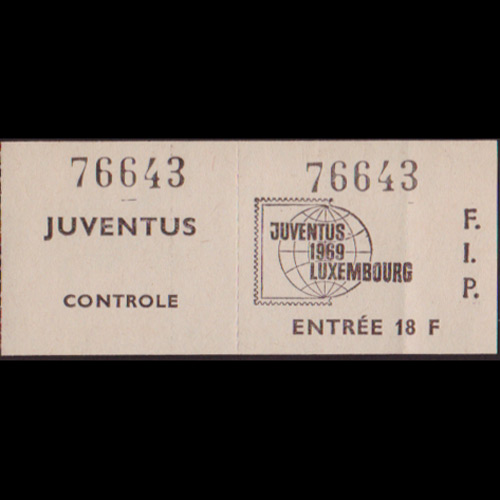 76643
JUVENTUS
CONTROLE
76643
JUVENTUS
1969
LUXEMBOURG
ENTRÉE 18 F
F.
I.
P.